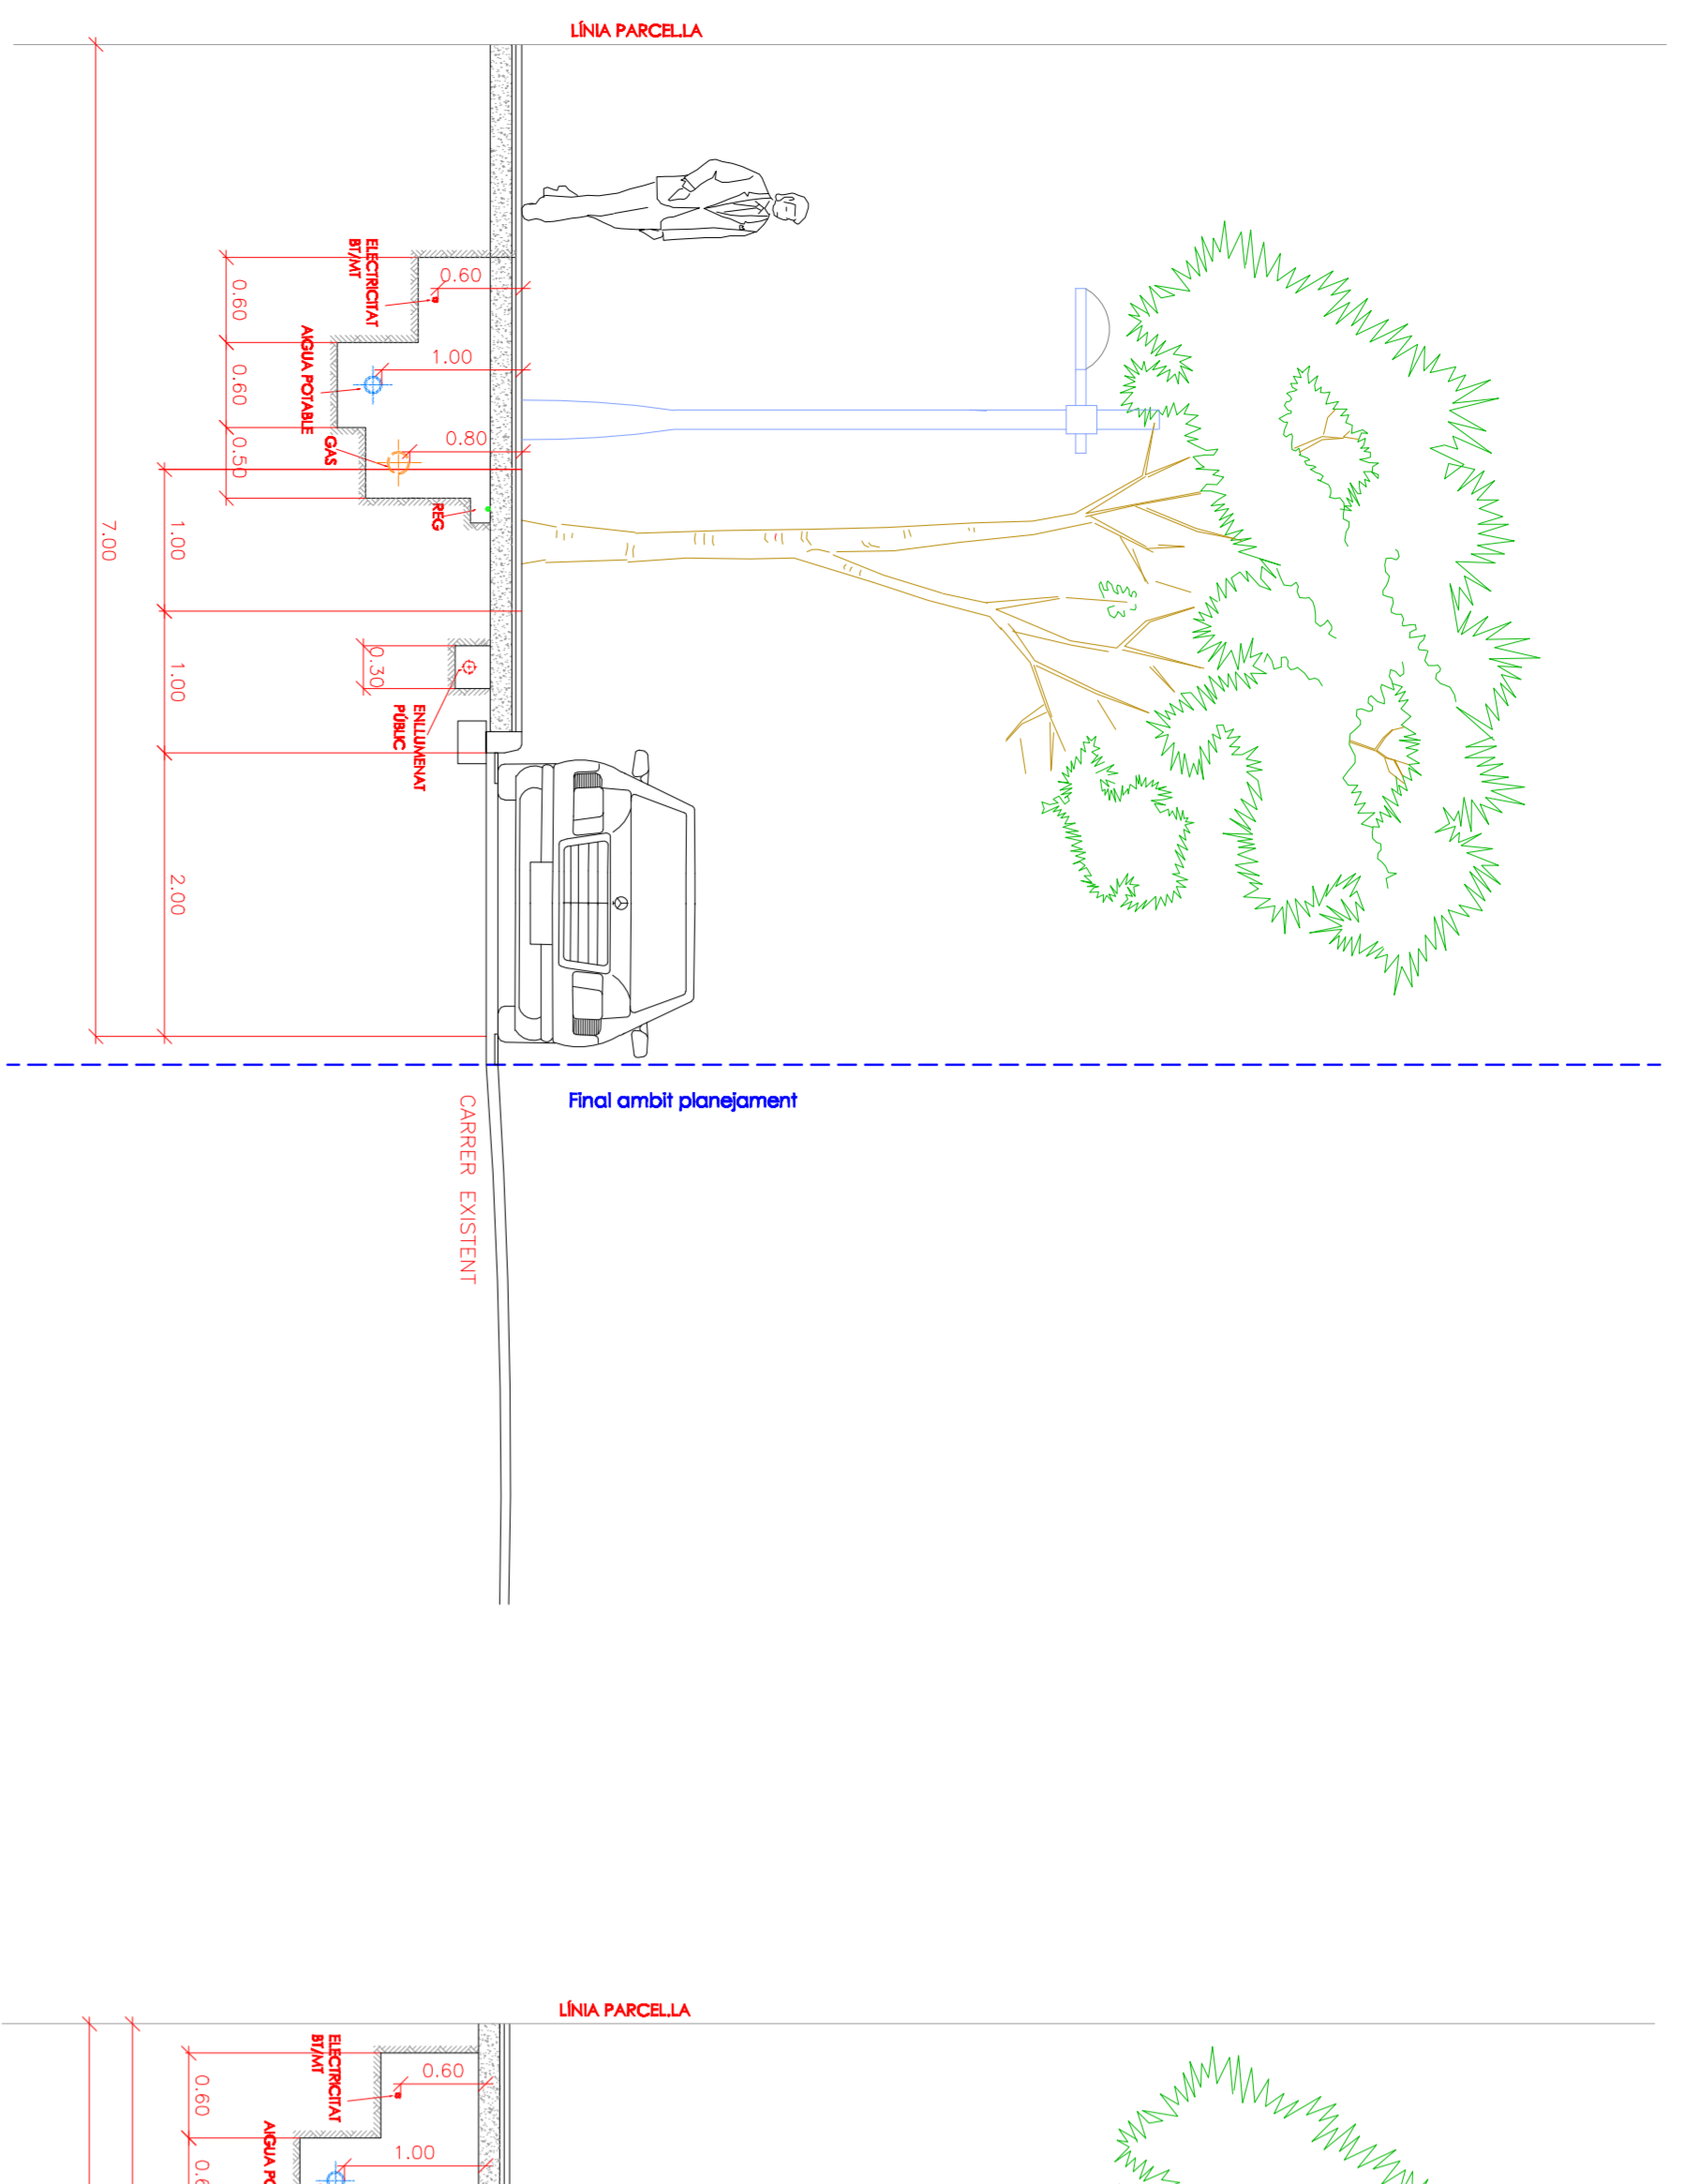 LÍNIA PARCEL.LA
ELECTRICITAT
BT/MT
0.60
0.60
AIGUA POTABLE
1.00
0.60
GAS
0.80
0.50
REG
1.00
7.00
0.30
1.00
ENLLUMENAT
PÚBLIC
2.00
Final ambit planejament
CARRER EXISTENT
LÍNIA PARCEL.LA
ELECTRICITAT
BT/MT
0.60
0.60
1.00